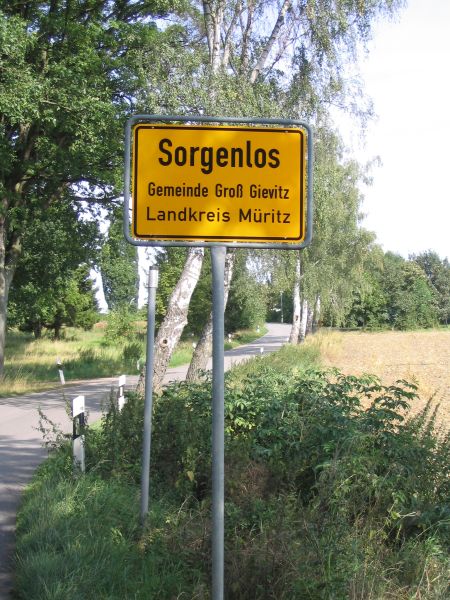 Sorgenlos
Gemeinde Groß Gievitz
Landkreis Müritz